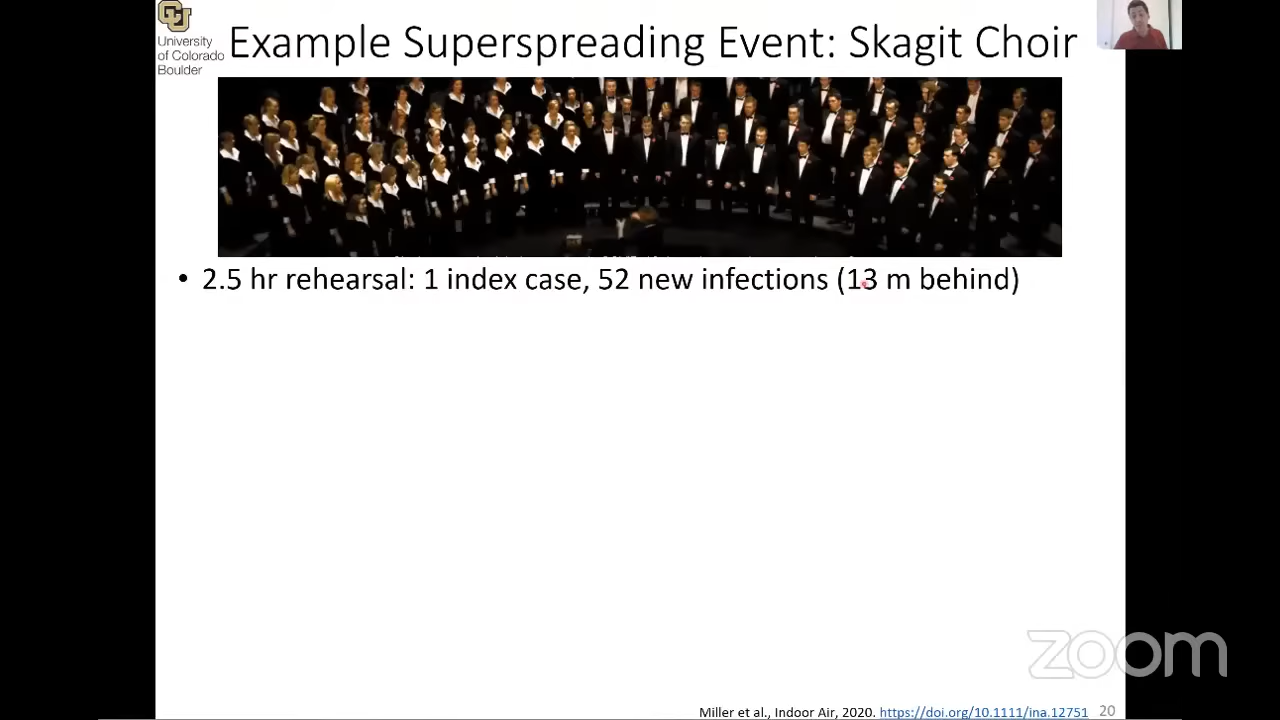 University
of Colorado
Boulder
Example Superspreading Event: Skagit Choir
• 2.5 hr rehearsal: 1 index case, 52 new infections (13 m behind)
zoom
Miller et al., Indoor Air, 2020. https://doi.org/10.1111/ina.12751 20